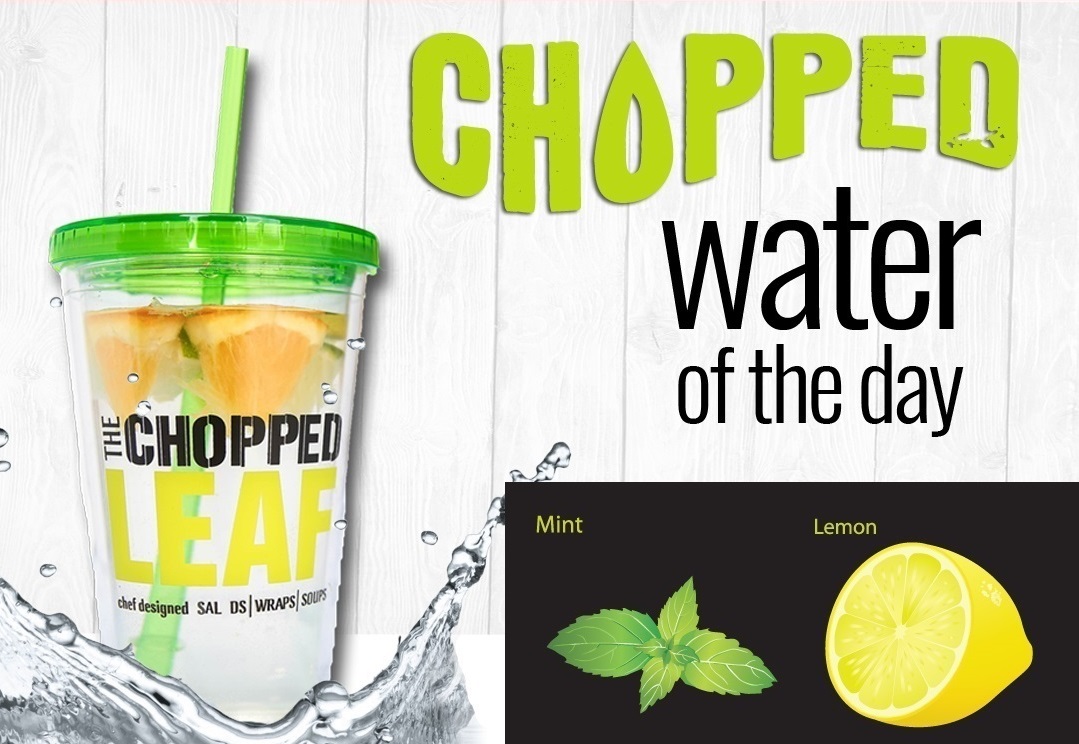 CHOPPED
water
of the day
THE CHOPPED
LEAF
chef designed SAL DS|WRAPS|SOUPS
Mint
Lemon